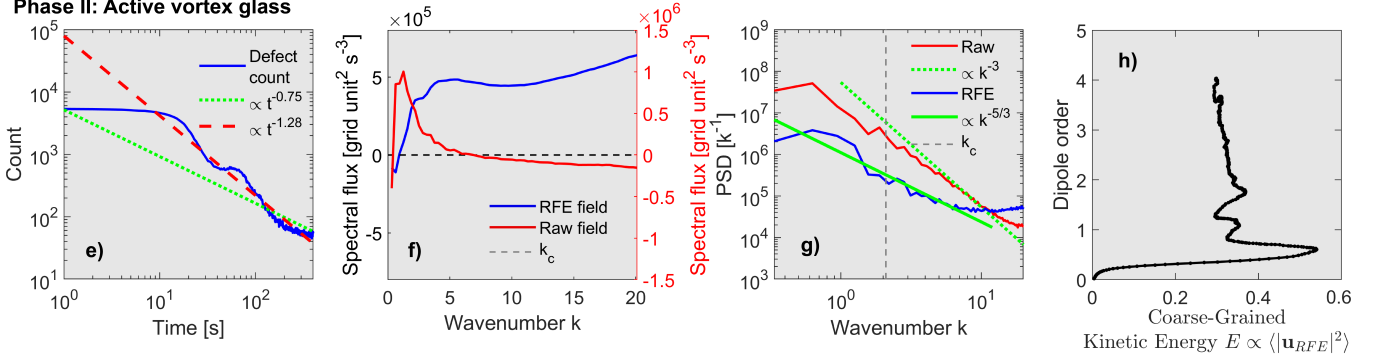 Phase II: Active vortex glass
10^5
10^4
10^3
10^2
10^1
10^0
10^1
10^2
Count
Time [s]
Defect
count
∝ t^-0.75
∝ t^-1.28
e)
×10^5
×10^6
5
0
-5
1.5
1
0.5
0
-0.5
-1
-1.5
0
5
10
15
20
Spectral flux [grid unit^2 s^-3]
Spectral flux [grid unit^2 s^-3]
Wavenumber k
RFE field
Raw field
k_c
f)
10^9
10^8
10^7
10^6
10^5
10^4
10^3
10^0
10^1
PSD [k^-1]
Wavenumber k
Raw
∝ k^-3
RFE
∝ k^-5/3
k_c
g)
5
4
3
2
1
0
0
0.2
0.4
0.6
Dipole order
h)
Coarse-Grained
Kinetic Energy E ∝ ⟨|u_RFE|^2⟩